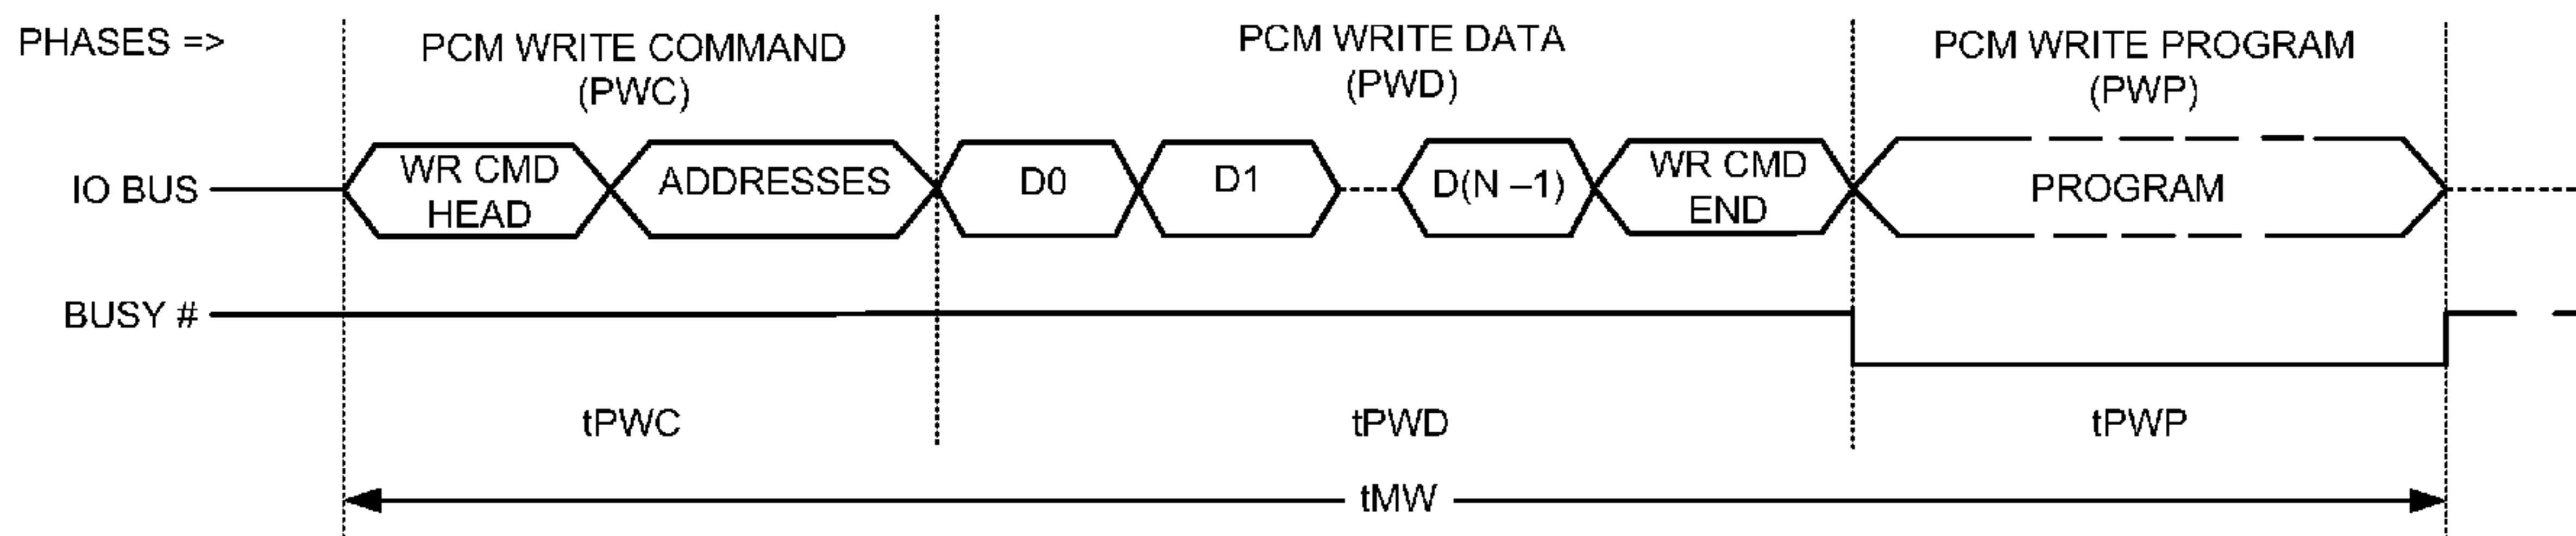 PHASES =>
PCM WRITE COMMAND
(PWC)
PCM WRITE DATA
(PWD)
PCM WRITE PROGRAM
(PWP)
IO BUS
WR CMD
HEAD
ADDRESSES
D0
D1
D(N –1)
WR CMD
END
PROGRAM
BUSY #
tPWC
tPWD
tPWP
tMW